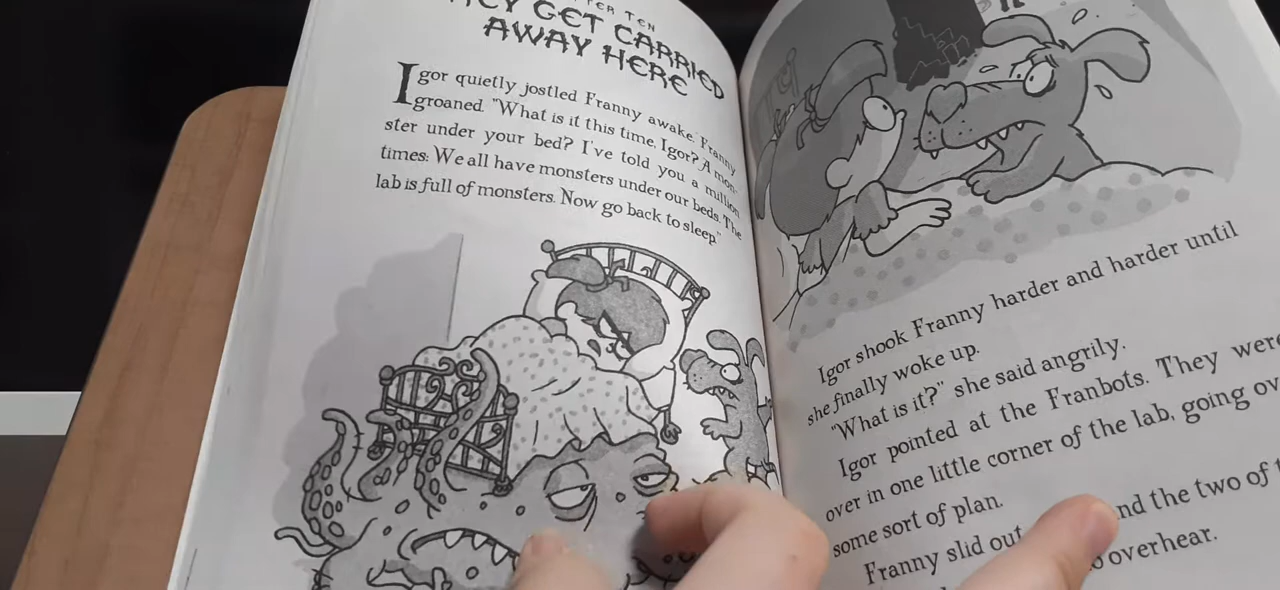 TER TEN
EY GET CARRIED
AWAY HERE
Igor quietly jostled Franny awake. Franny
groaned. "What is it this time, Igor? A mon-
ster under your bed? I've told you a million
times: We all have monsters under our beds. The
lab is full of monsters. Now go back to sleep."
Igor shook Franny harder and harder until
she finally woke up.
"What is it?" she said angrily.
Igor pointed at the Franbots. They were
over in one little corner of the lab, going ov
some sort of plan.
Franny slid out nd the two of t
overhear.